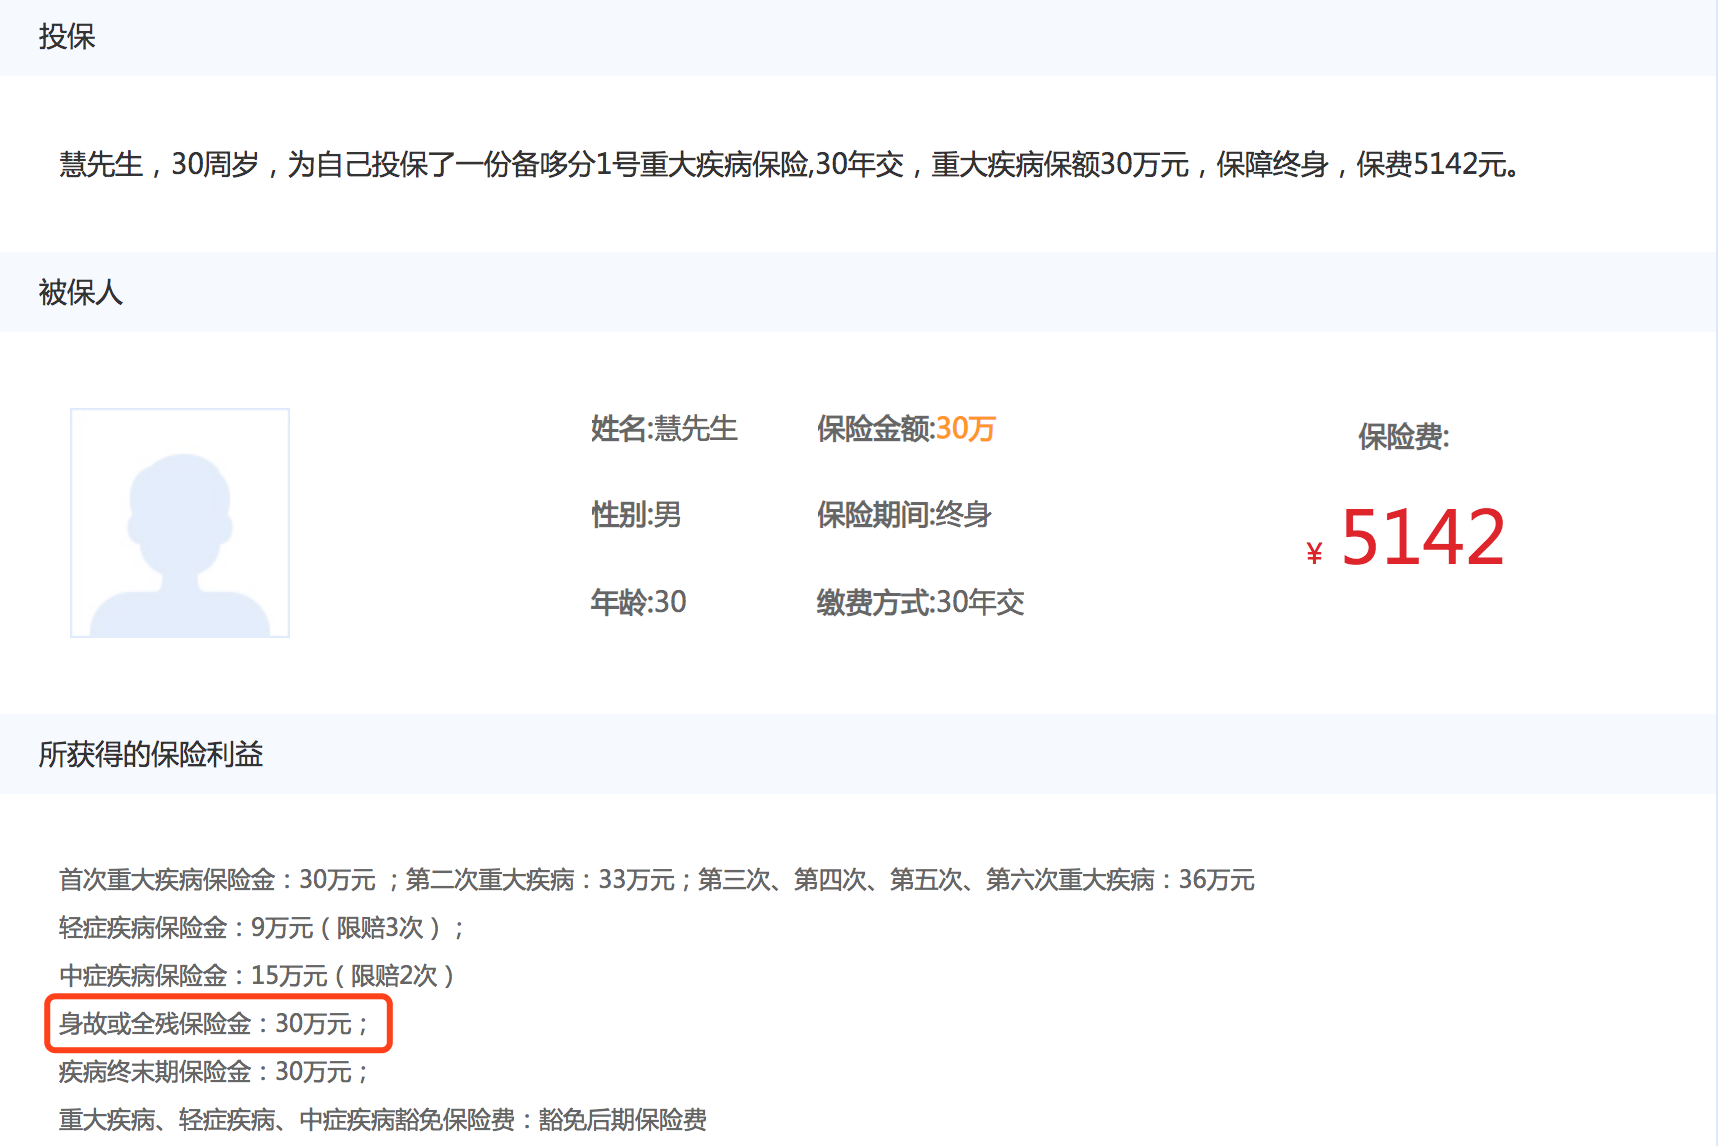 投保
慧先生，30周岁，为自己投保了一份备哆分1号重大疾病保险,30年交，重大疾病保额30万元，保障终身，保费5142元。
被保人
姓名:慧先生 保险金额:30万
保险费:
性别:男 保险期间:终身
¥ 5142
年龄:30 缴费方式:30年交
所获得的保险利益
首次重大疾病保险金：30万元 ；第二次重大疾病：33万元；第三次、第四次、第五次、第六次重大疾病：36万元
轻症疾病保险金：9万元（限赔3次）；
中症疾病保险金：15万元（限赔2次）
身故或全残保险金：30万元；
疾病终末期保险金：30万元；
重大疾病、轻症疾病、中症疾病豁免保险费：豁免后期保险费